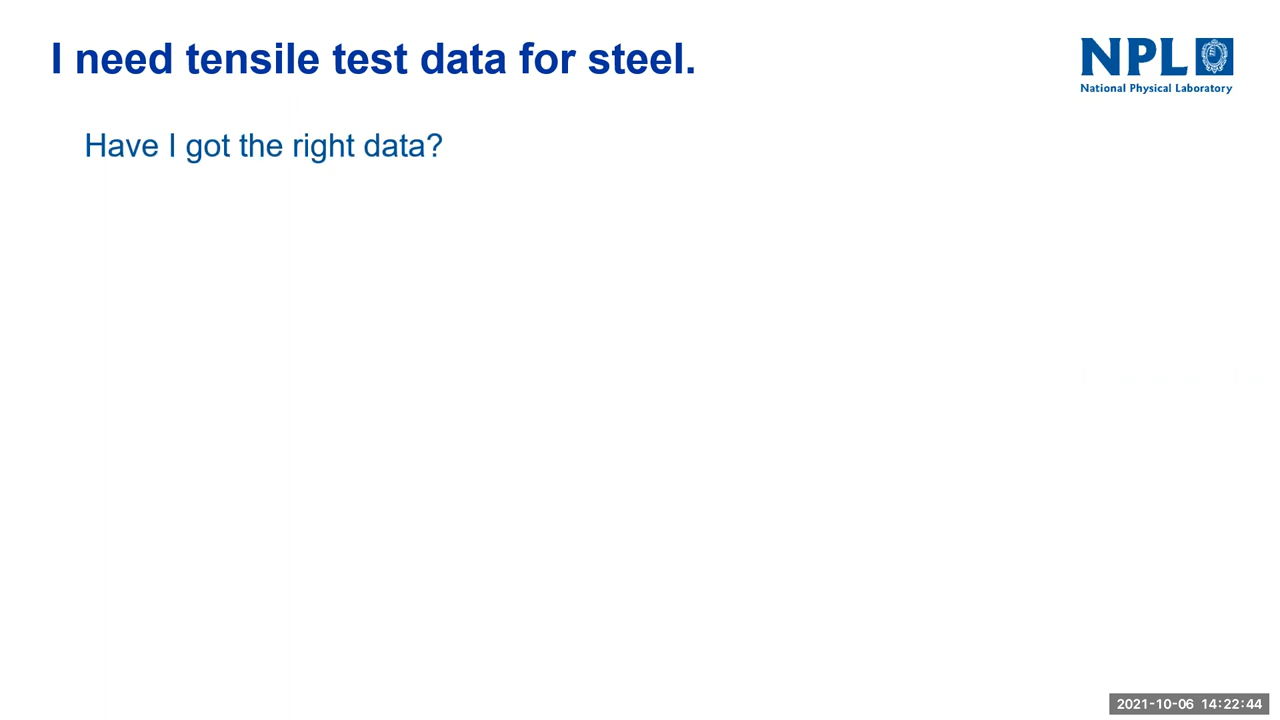 I need tensile test data for steel.
NPL
National Physical Laboratory
Have I got the right data?
2021-10-06 14:22:44